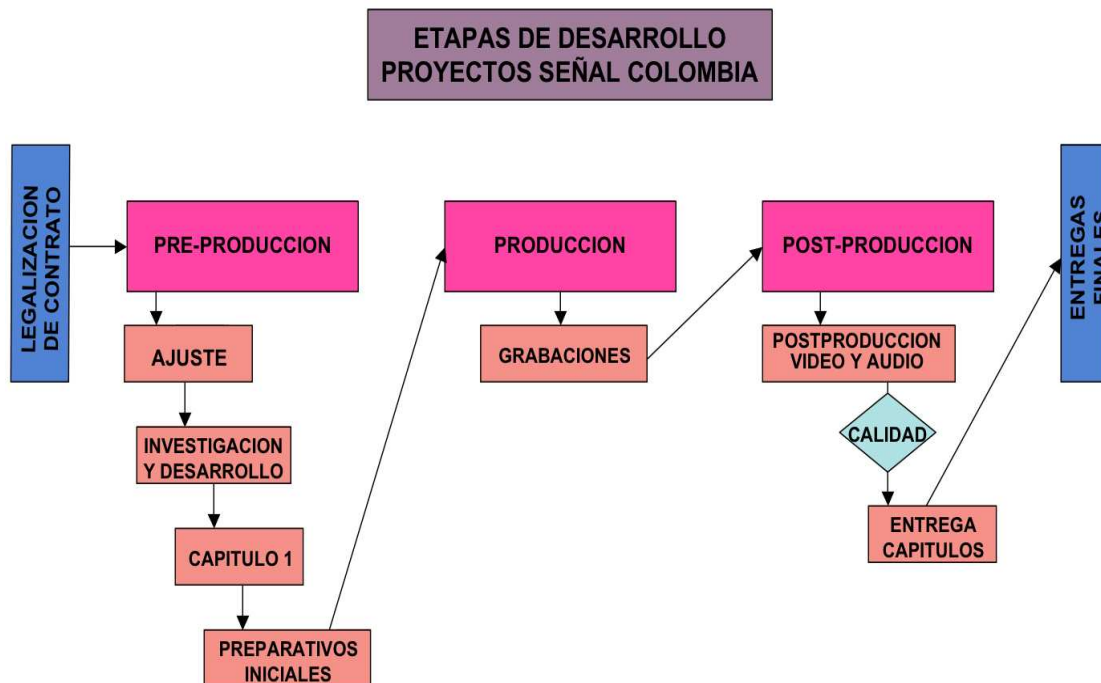 ETAPAS DE DESARROLLO
PROYECTOS SEÑAL COLOMBIA
LEGALIZACION
DE CONTRATO
PRE-PRODUCCION
PRODUCCION
POST-PRODUCCION
ENTREGAS
FINALES
AJUSTE
GRABACIONES
POSTPRODUCCION
VIDEO Y AUDIO
INVESTIGACION
Y DESARROLLO
CALIDAD
CAPITULO 1
ENTREGA
CAPITULOS
PREPARATIVOS
INICIALES